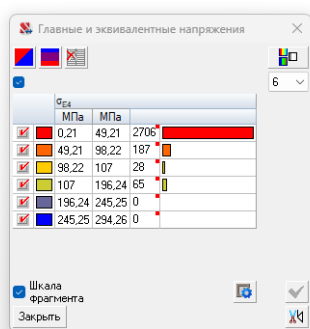 Главные и эквивалентные напряжения
6
σE4
МПа МПа
0,21 49,21 2706
49,21 98,22 187
98,22 107 28
107 196,24 65
196,24 245,25 0
245,25 294,26 0
Шкала
фрагмента
Закрыть